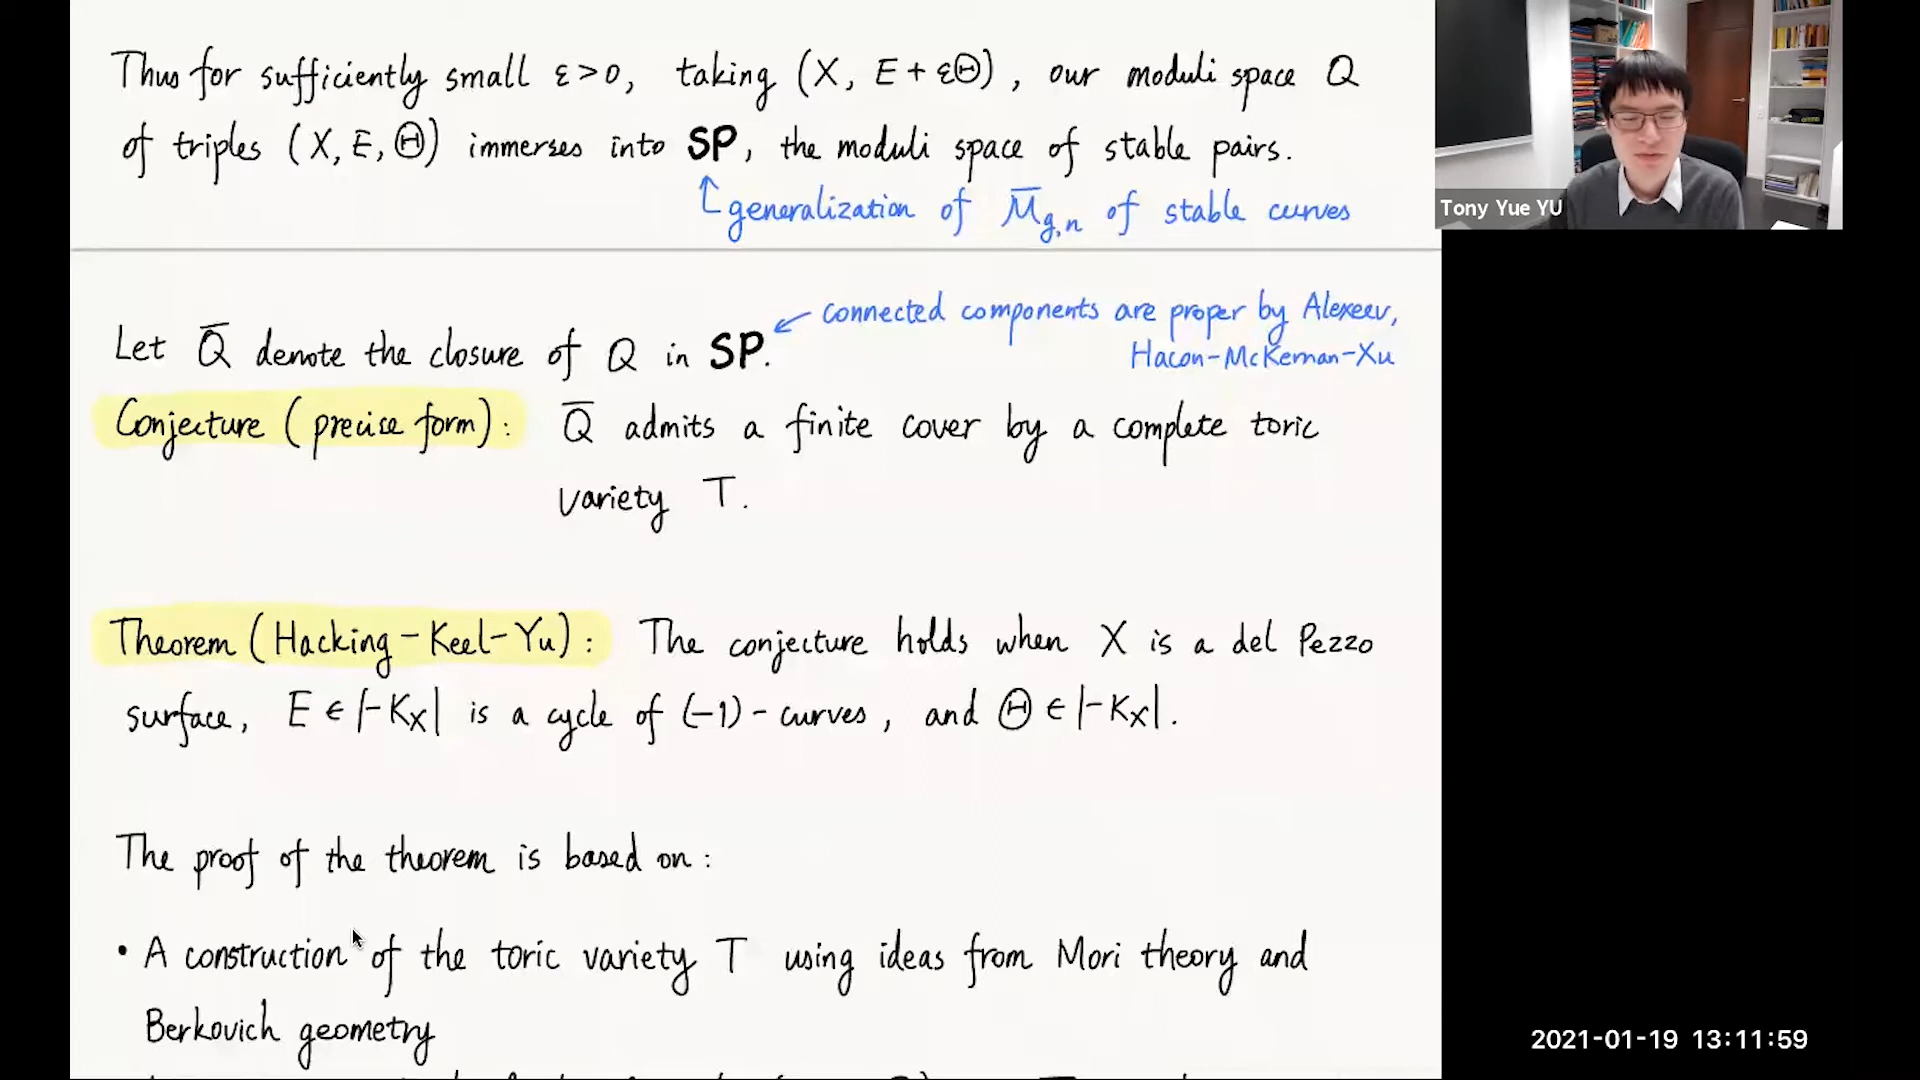 Thus for sufficiently small ε>0, taking (X, E+εΘ), our moduli space Q
of triples (X, E, Θ) immerses into SP, the moduli space of stable pairs.
generalization of M̄_{g,n} of stable curves
Let Q̄ denote the closure of Q in SP.
connected components are proper by Alexeev,
Hacon-McKernan-Xu
Conjecture (precise form): Q̄ admits a finite cover by a complete toric
variety T.
Theorem (Hacking-Keel-Yu): The conjecture holds when X is a del Pezzo
surface, E ∈ |-K_X| is a cycle of (-1)-curves, and Θ ∈ |-K_X|.
The proof of the theorem is based on:
• A construction of the toric variety T using ideas from Mori theory and
Berkovich geometry
Tony Yue YU
2021-01-19 13:11:59